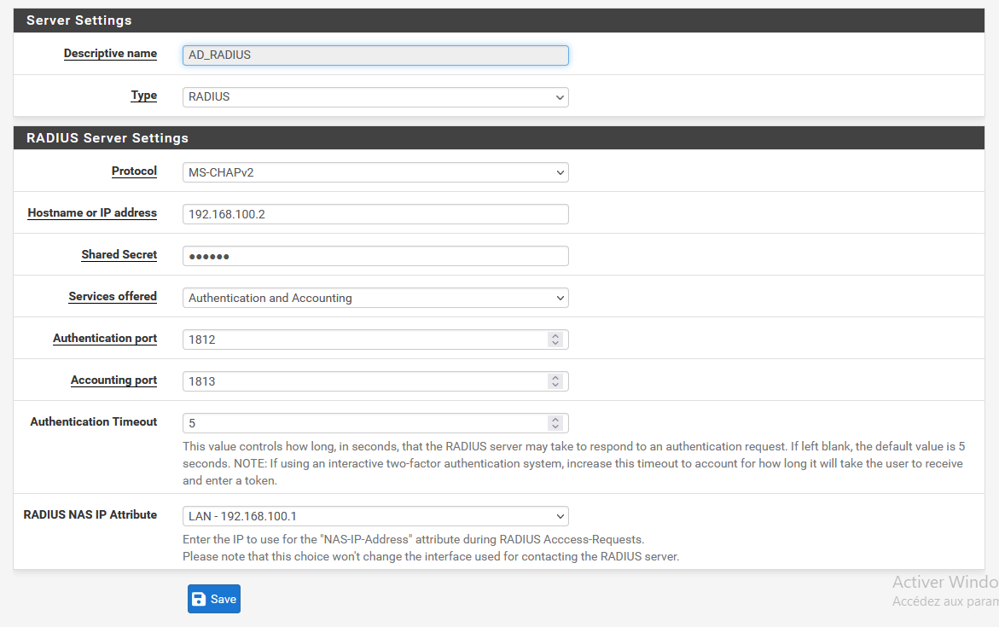 Server Settings
Descriptive name AD_RADIUS
Type RADIUS
RADIUS Server Settings
Protocol MS-CHAPv2
Hostname or IP address 192.168.100.2
Shared Secret ••••••
Services offered Authentication and Accounting
Authentication port 1812
Accounting port 1813
Authentication Timeout 5
This value controls how long, in seconds, that the RADIUS server may take to respond to an authentication request. If left blank, the default value is 5
seconds. NOTE: If using an interactive two-factor authentication system, increase this timeout to account for how long it will take the user to receive
and enter a token.
RADIUS NAS IP Attribute LAN - 192.168.100.1
Enter the IP to use for the "NAS-IP-Address" attribute during RADIUS Acccess-Requests.
Please note that this choice won't change the interface used for contacting the RADIUS server.
Save
Activer Windo
Accédez aux param